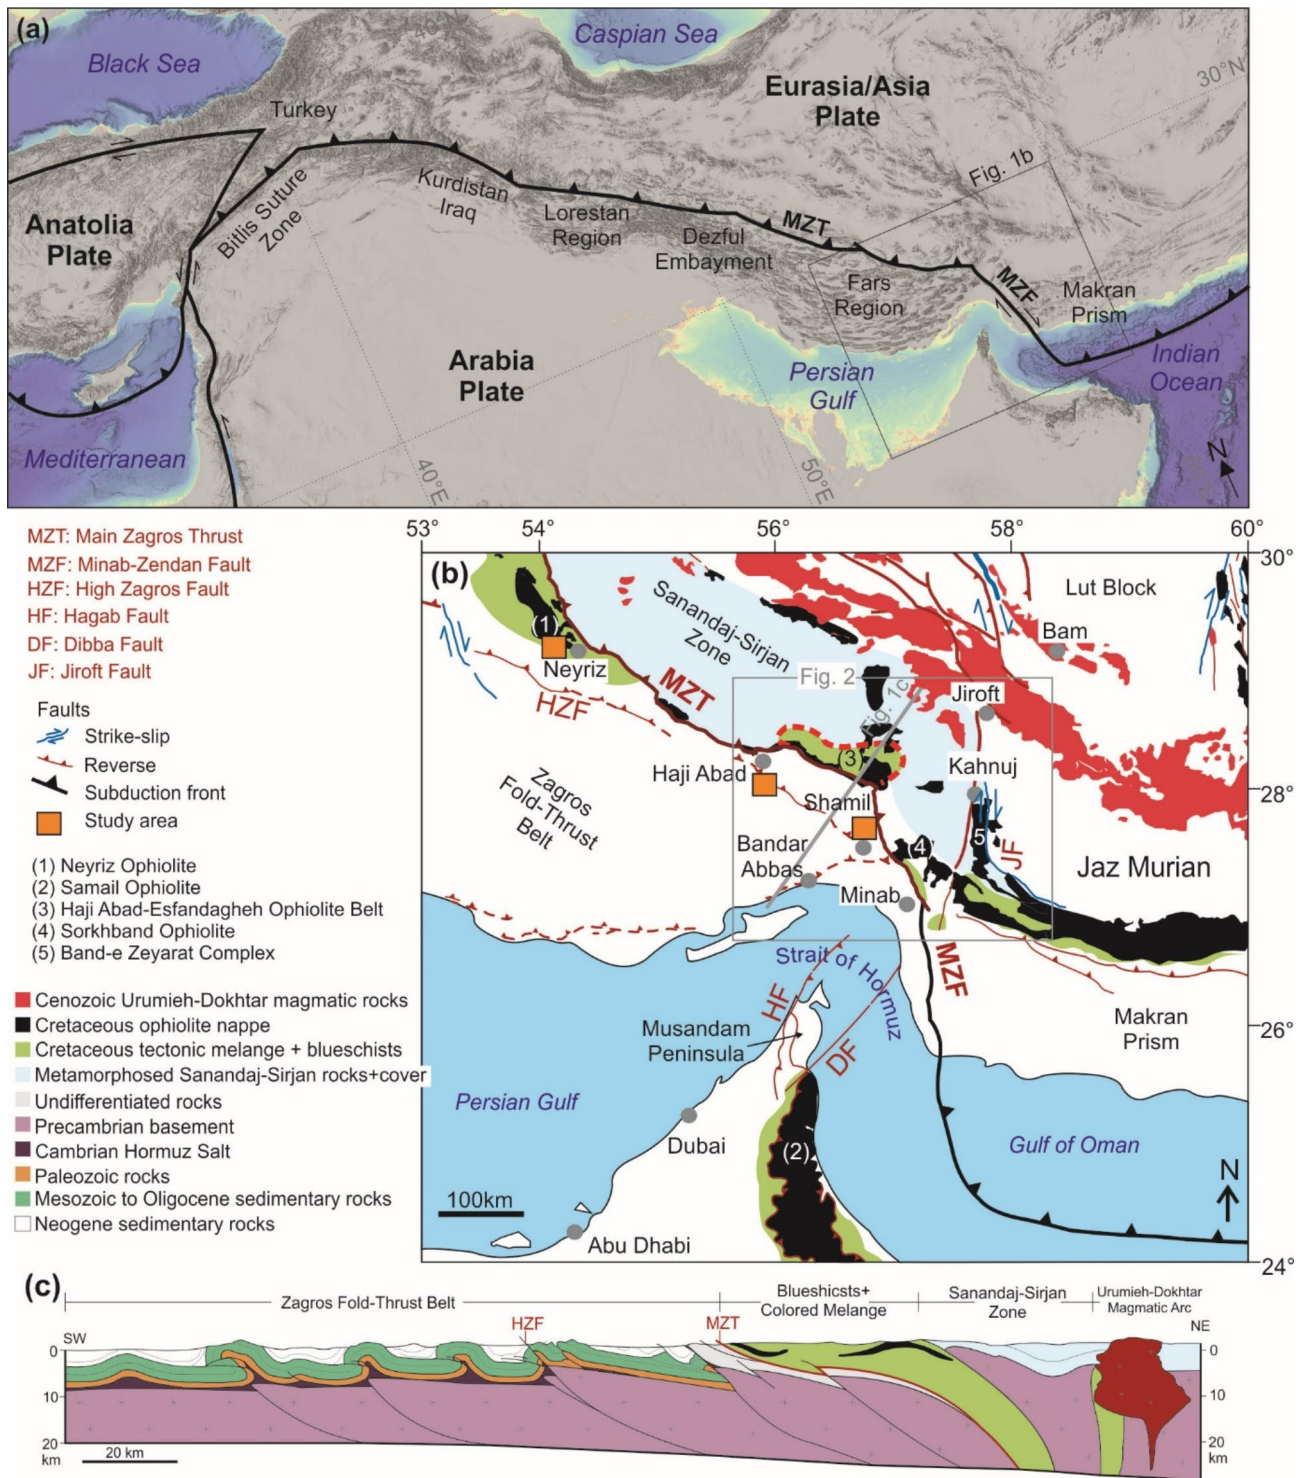 (a)
Black Sea
Caspian Sea
40°
30°N
Eurasia/Asia
Plate
Turkey
Fig. 1b
Kurdistan
Iraq
Bitlis Suture
Zone
Anatolia
Plate
Lorestan
Region
MZT
Dezful
Embayment
Fars
Region
MZF
Makran
Prism
Arabia
Plate
Persian
Gulf
Indian
Ocean
Mediterranean
40°E
50°E
N
MZT: Main Zagros Thrust
MZF: Minab-Zendan Fault
HZF: High Zagros Fault
HF: Hagab Fault
DF: Dibba Fault
JF: Jiroft Fault
Faults
Strike-slip
Reverse
Subduction front
Study area
(1) Neyriz Ophiolite
(2) Samail Ophiolite
(3) Haji Abad-Esfandagheh Ophiolite Belt
(4) Sorkhband Ophiolite
(5) Band-e Zeyarat Complex
Cenozoic Urumieh-Dokhtar magmatic rocks
Cretaceous ophiolite nappe
Cretaceous tectonic melange + blueschists
Metamorphosed Sanandaj-Sirjan rocks+cover
Undifferentiated rocks
Precambrian basement
Cambrian Hormuz Salt
Paleozoic rocks
Mesozoic to Oligocene sedimentary rocks
Neogene sedimentary rocks
53°
54°
56°
58°
60°
30°
(b)
Sanandaj-Sirjan
Zone
Lut Block
(1)
Bam
Neyriz
MZT
Fig. 2
HZF
Fig. 1c
Jiroft
(3)
Haji Abad
Kahnuj
28°
Shamil
Zagros
Fold-Thrust
Belt
Bandar
Abbas
(4)
5
JF
Jaz Murian
Minab
Strait of Hormuz
MZF
HF
26°
Musandam
Peninsula
DF
Makran
Prism
Persian Gulf
Dubai
(2)
Gulf of Oman
N
100km
Abu Dhabi
24°
(c)
Zagros Fold-Thrust Belt
Blueshicsts+
Colored Melange
Sanandaj-Sirjan
Zone
Urumieh-Dokhtar
Magmatic Arc
SW
HZF
MZT
NE
0
0
10
10
20
km
20 km
20
km